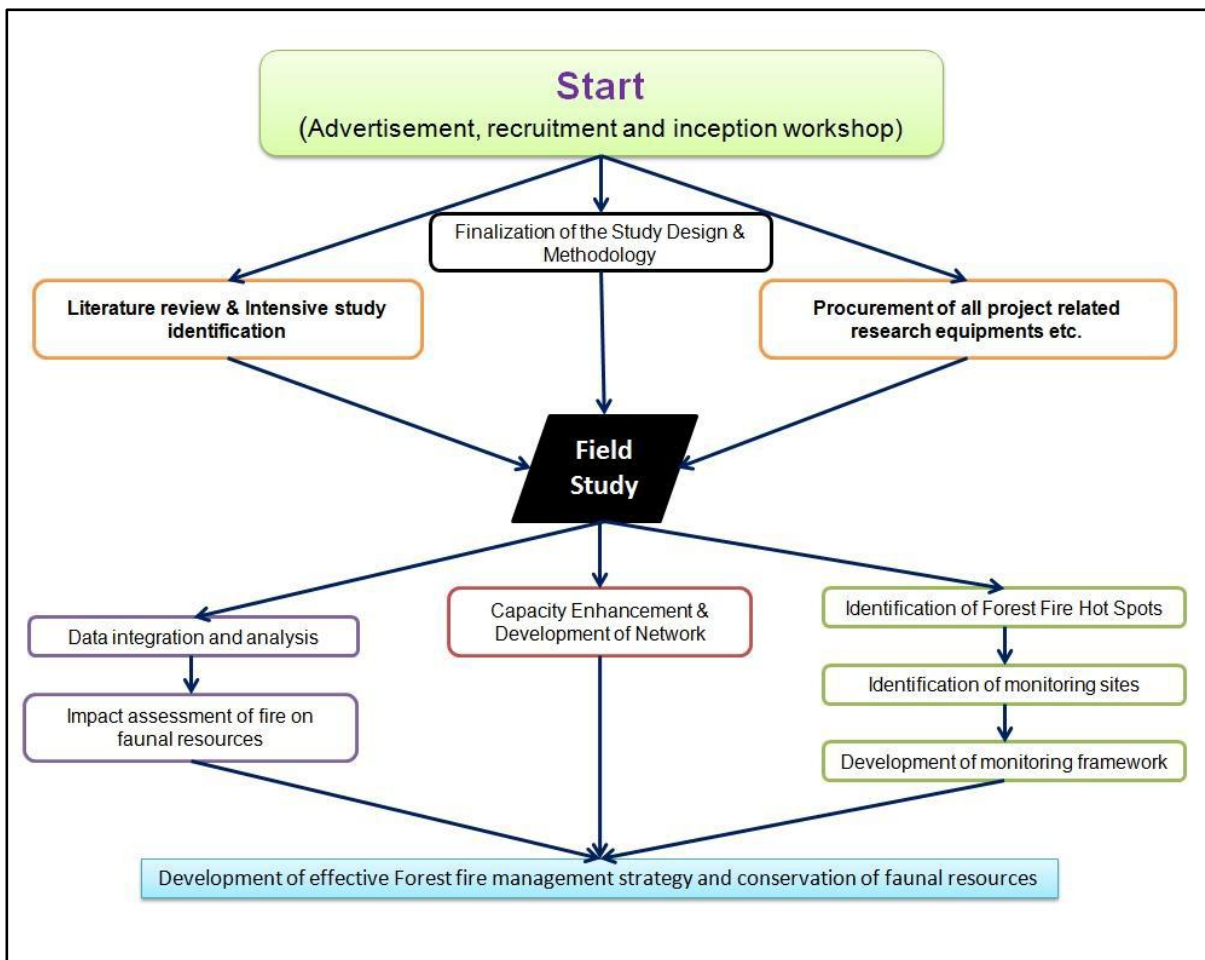 Start
(Advertisement, recruitment and inception workshop)
Finalization of the Study Design &
Methodology
Literature review & Intensive study
identification
Procurement of all project related
research equipments etc.
Field
Study
Data integration and analysis
Impact assessment of fire on
faunal resources
Capacity Enhancement &
Development of Network
Identification of Forest Fire Hot Spots
Identification of monitoring sites
Development of monitoring framework
Development of effective Forest fire management strategy and conservation of faunal resources